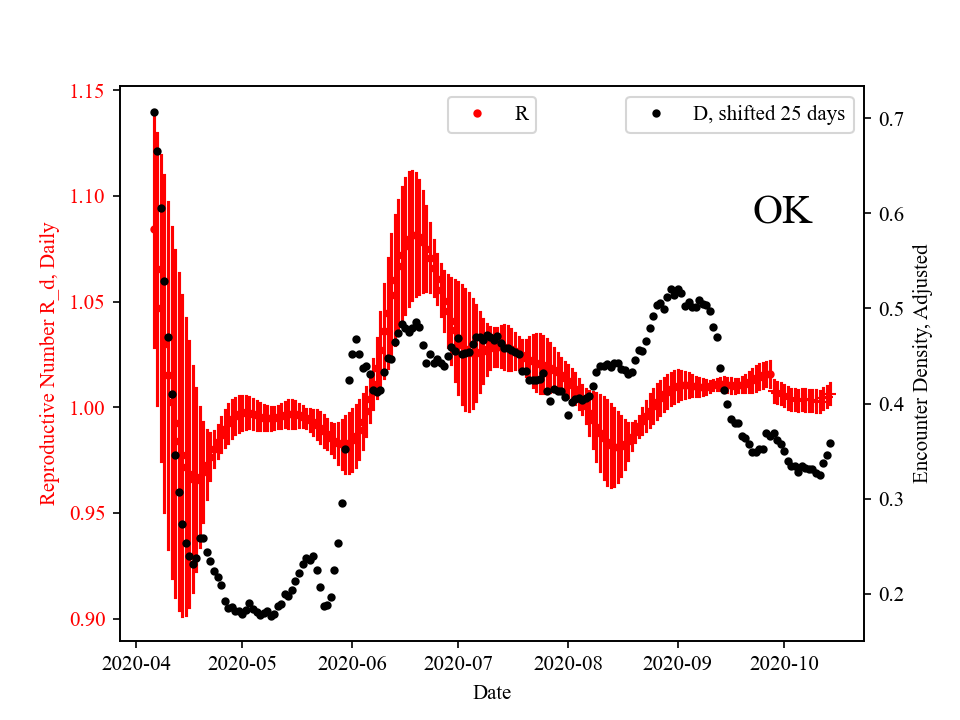 R
D, shifted 25 days
OK
Reproductive Number R_d, Daily
1.15
1.10
1.05
1.00
0.95
0.90
0.7
0.6
0.5
0.4
0.3
0.2
Encounter Density, Adjusted
2020-04 2020-05 2020-06 2020-07 2020-08 2020-09 2020-10
Date